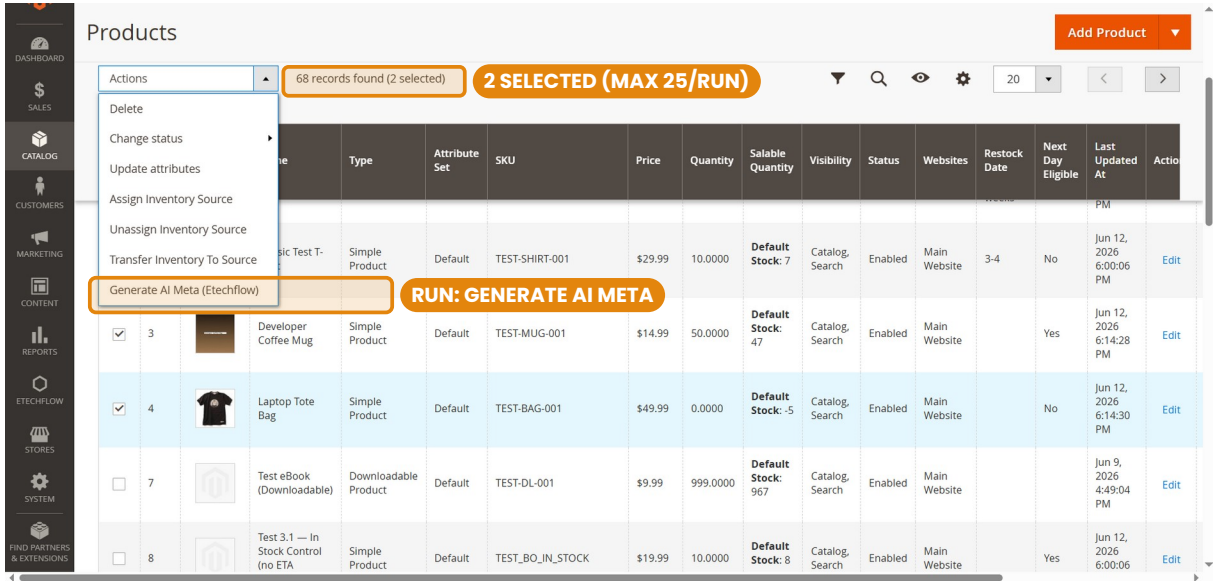 Products
Add Product
DASHBOARD
SALES
CATALOG
CUSTOMERS
MARKETING
CONTENT
REPORTS
ETECHFLOW
STORES
SYSTEM
FIND PARTNERS
& EXTENSIONS
Actions
68 records found (2 selected)
2 SELECTED (MAX 25/RUN)
20
Delete
Change status
Update attributes
Assign Inventory Source
Unassign Inventory Source
Transfer Inventory To Source
Generate AI Meta (Etechflow)
RUN: GENERATE AI META
Type
Attribute
Set
SKU
Price
Quantity
Salable
Quantity
Visibility
Status
Websites
Restock
Date
Next
Day
Eligible
Last
Updated
At
Actio
PM
Simple
Product
Default
TEST-SHIRT-001
$29.99
10.0000
Default
Stock: 7
Catalog,
Search
Enabled
Main
Website
3-4
No
Jun 12,
2026
6:00:06
PM
Edit
3
Developer
Coffee Mug
Simple
Product
Default
TEST-MUG-001
$14.99
50.0000
Default
Stock:
47
Catalog,
Search
Enabled
Main
Website
Yes
Jun 12,
2026
6:14:28
PM
Edit
4
Laptop Tote
Bag
Simple
Product
Default
TEST-BAG-001
$49.99
0.0000
Default
Stock: -5
Catalog,
Search
Enabled
Main
Website
No
Jun 12,
2026
6:14:30
PM
Edit
7
Test eBook
(Downloadable)
Downloadable
Product
Default
TEST-DL-001
$9.99
999.0000
Default
Stock:
967
Catalog,
Search
Enabled
Main
Website
Jun 9,
2026
4:49:04
PM
Edit
8
Test 3.1 — In
Stock Control
(no ETA
Simple
Product
Default
TEST_BO_IN_STOCK
$19.99
10.0000
Default
Stock: 8
Catalog,
Search
Enabled
Main
Website
Yes
Jun 12,
2026
6:00:06
Edit